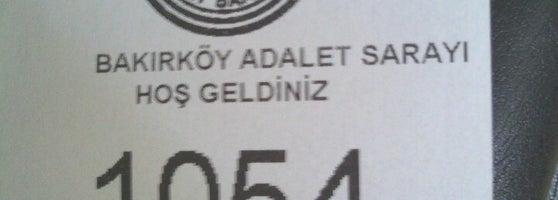 BAKIRKÖY ADALET SARAYI
HOŞ GELDİNİZ
1054